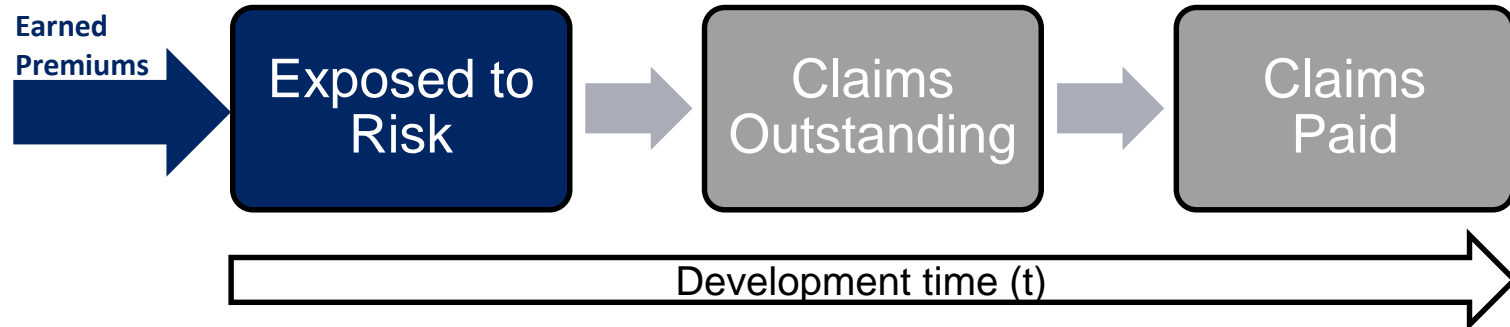 Earned
Premiums
Exposed to
Risk
Claims
Outstanding
Claims
Paid
Development time (t)